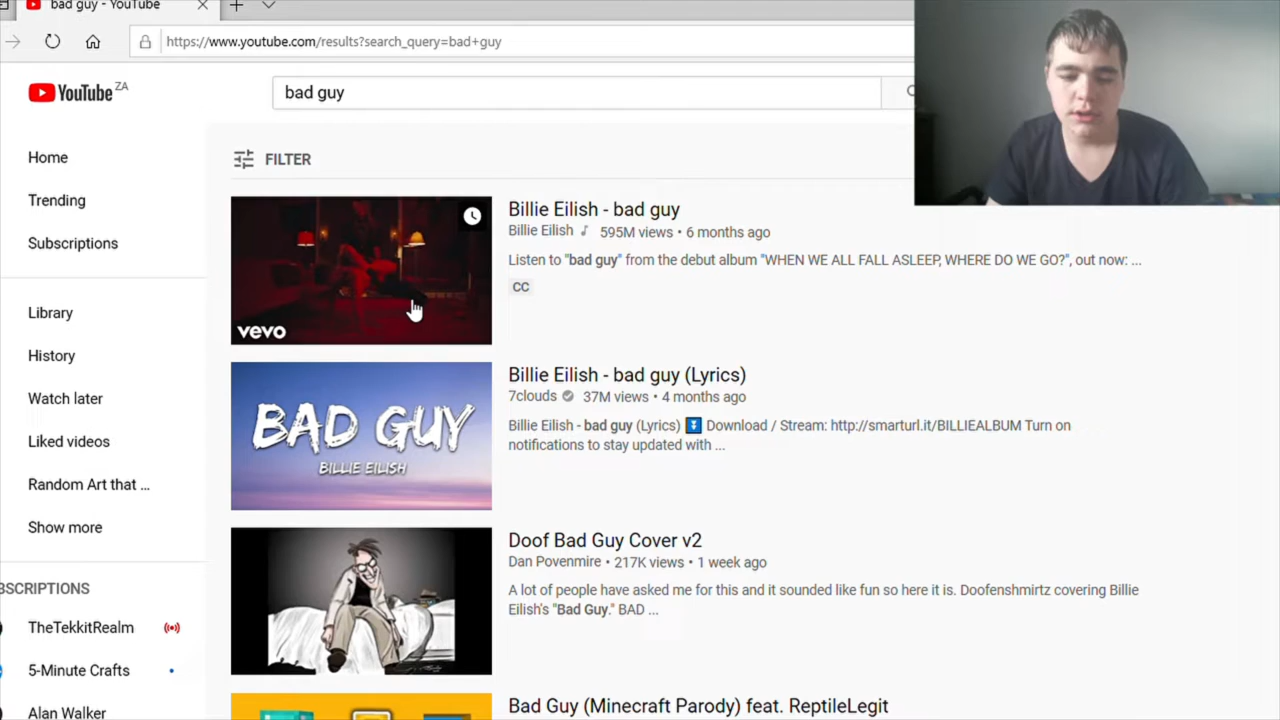 bad guy - YouTube
https://www.youtube.com/results?search_query=bad+guy
YouTube ZA
bad guy
Home
Trending
Subscriptions
Library
History
Watch later
Liked videos
Random Art that ...
Show more
BSCRIPTIONS
TheTekkitRealm
5-Minute Crafts
Alan Walker
FILTER
vevo
Billie Eilish - bad guy
Billie Eilish 595M views • 6 months ago
Listen to "bad guy" from the debut album "WHEN WE ALL FALL ASLEEP, WHERE DO WE GO?", out now: ...
CC
BAD GUY
BILLIE EILISH
Billie Eilish - bad guy (Lyrics)
7clouds 37M views • 4 months ago
Billie Eilish - bad guy (Lyrics) ⏬ Download / Stream: http://smarturl.it/BILLIEALBUM Turn on
notifications to stay updated with ...
Doof Bad Guy Cover v2
Dan Povenmire • 217K views • 1 week ago
A lot of people have asked me for this and it sounded like fun so here it is. Doofenshmirtz covering Billie
Eilish's "Bad Guy." BAD ...
Bad Guy (Minecraft Parody) feat. ReptileLegit